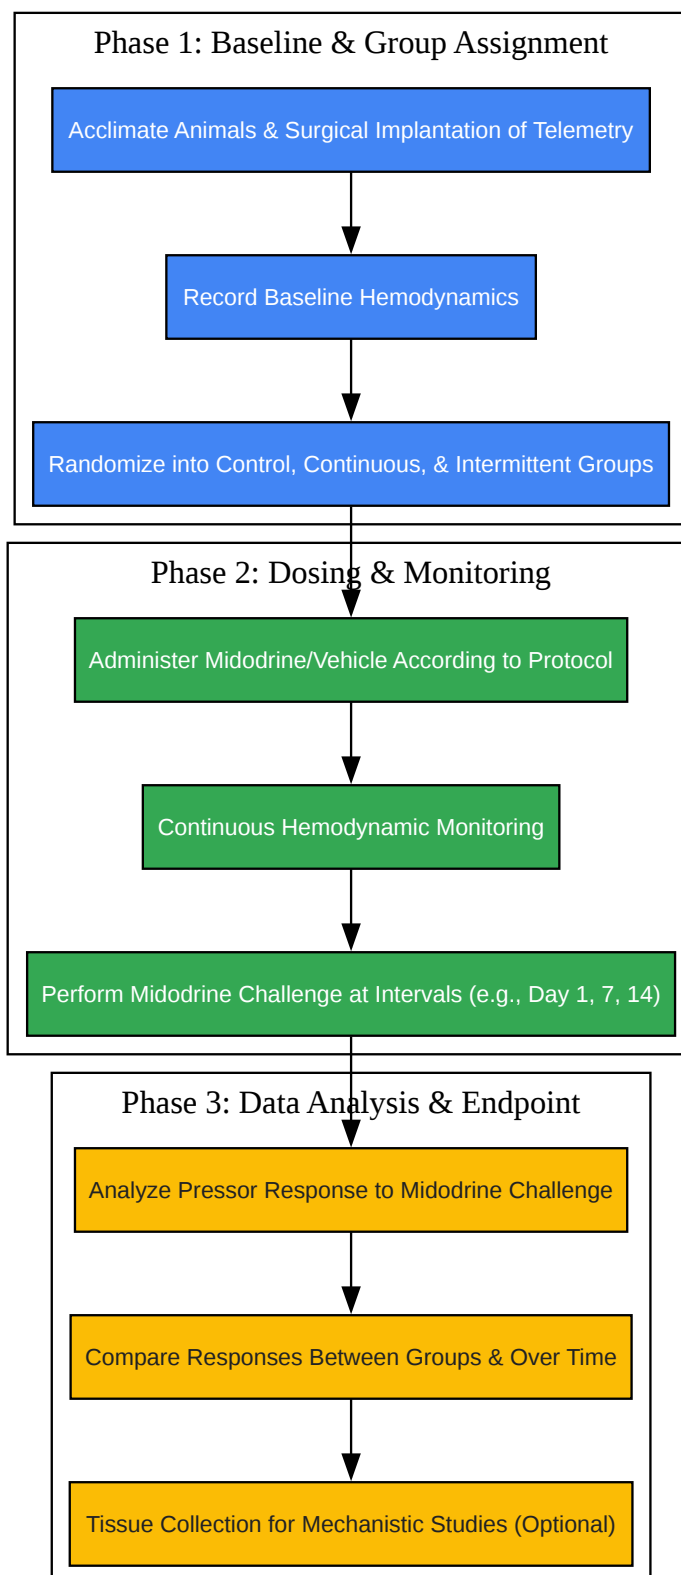 Phase 1: Baseline & Group Assignment
Acclimate Animals & Surgical Implantation of Telemetry
Record Baseline Hemodynamics
Randomize into Control, Continuous, & Intermittent Groups
Phase 2: Dosing & Monitoring
Administer Midodrine/Vehicle According to Protocol
Continuous Hemodynamic Monitoring
Perform Midodrine Challenge at Intervals (e.g., Day 1, 7, 14)
Phase 3: Data Analysis & Endpoint
Analyze Pressor Response to Midodrine Challenge
Compare Responses Between Groups & Over Time
Tissue Collection for Mechanistic Studies (Optional)